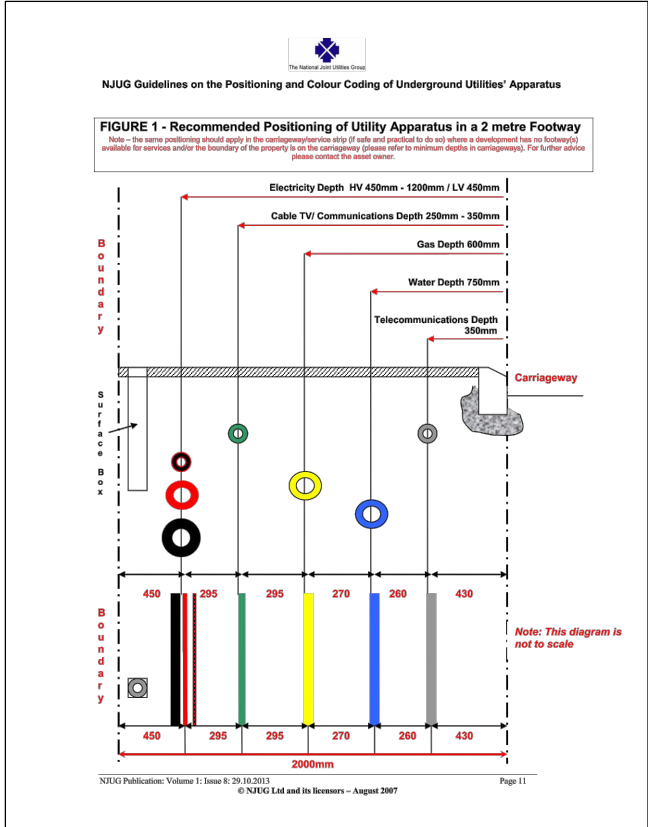 The National Joint Utilities Group
NJUG Guidelines on the Positioning and Colour Coding of Underground Utilities' Apparatus
FIGURE 1 - Recommended Positioning of Utility Apparatus in a 2 metre Footway
Note – the same positioning should apply in the carriageway/service strip (if safe and practical to do so) where a development has no footway(s)
available for services and/or the boundary of the property is on the carriageway (please refer to minimum depths in carriageways). For further advice
please contact the asset owner.
Electricity Depth HV 450mm - 1200mm / LV 450mm
Cable TV/ Communications Depth 250mm - 350mm
Gas Depth 600mm
Water Depth 750mm
Telecommunications Depth
350mm
Boundary
Carriageway
Surface Box
450 295 295 270 260 430
Boundary
Note: This diagram is
not to scale
450 295 295 270 260 430
2000mm
NJUG Publication: Volume 1: Issue 8: 29.10.2013 Page 11
© NJUG Ltd and its licensors – August 2007